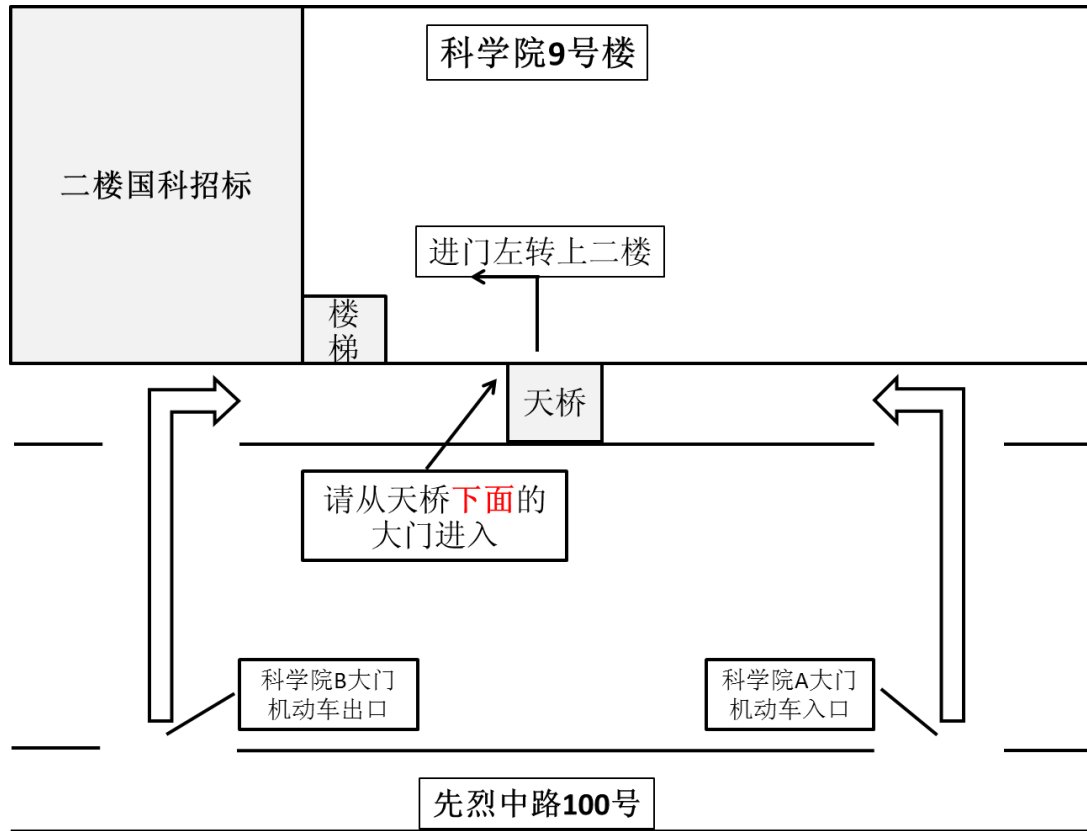 科学院9号楼
二楼国科招标
进门左转上二楼
楼
梯
天桥
请从天桥下面的
大门进入
科学院B大门
机动车出口
科学院A大门
机动车入口
先烈中路100号